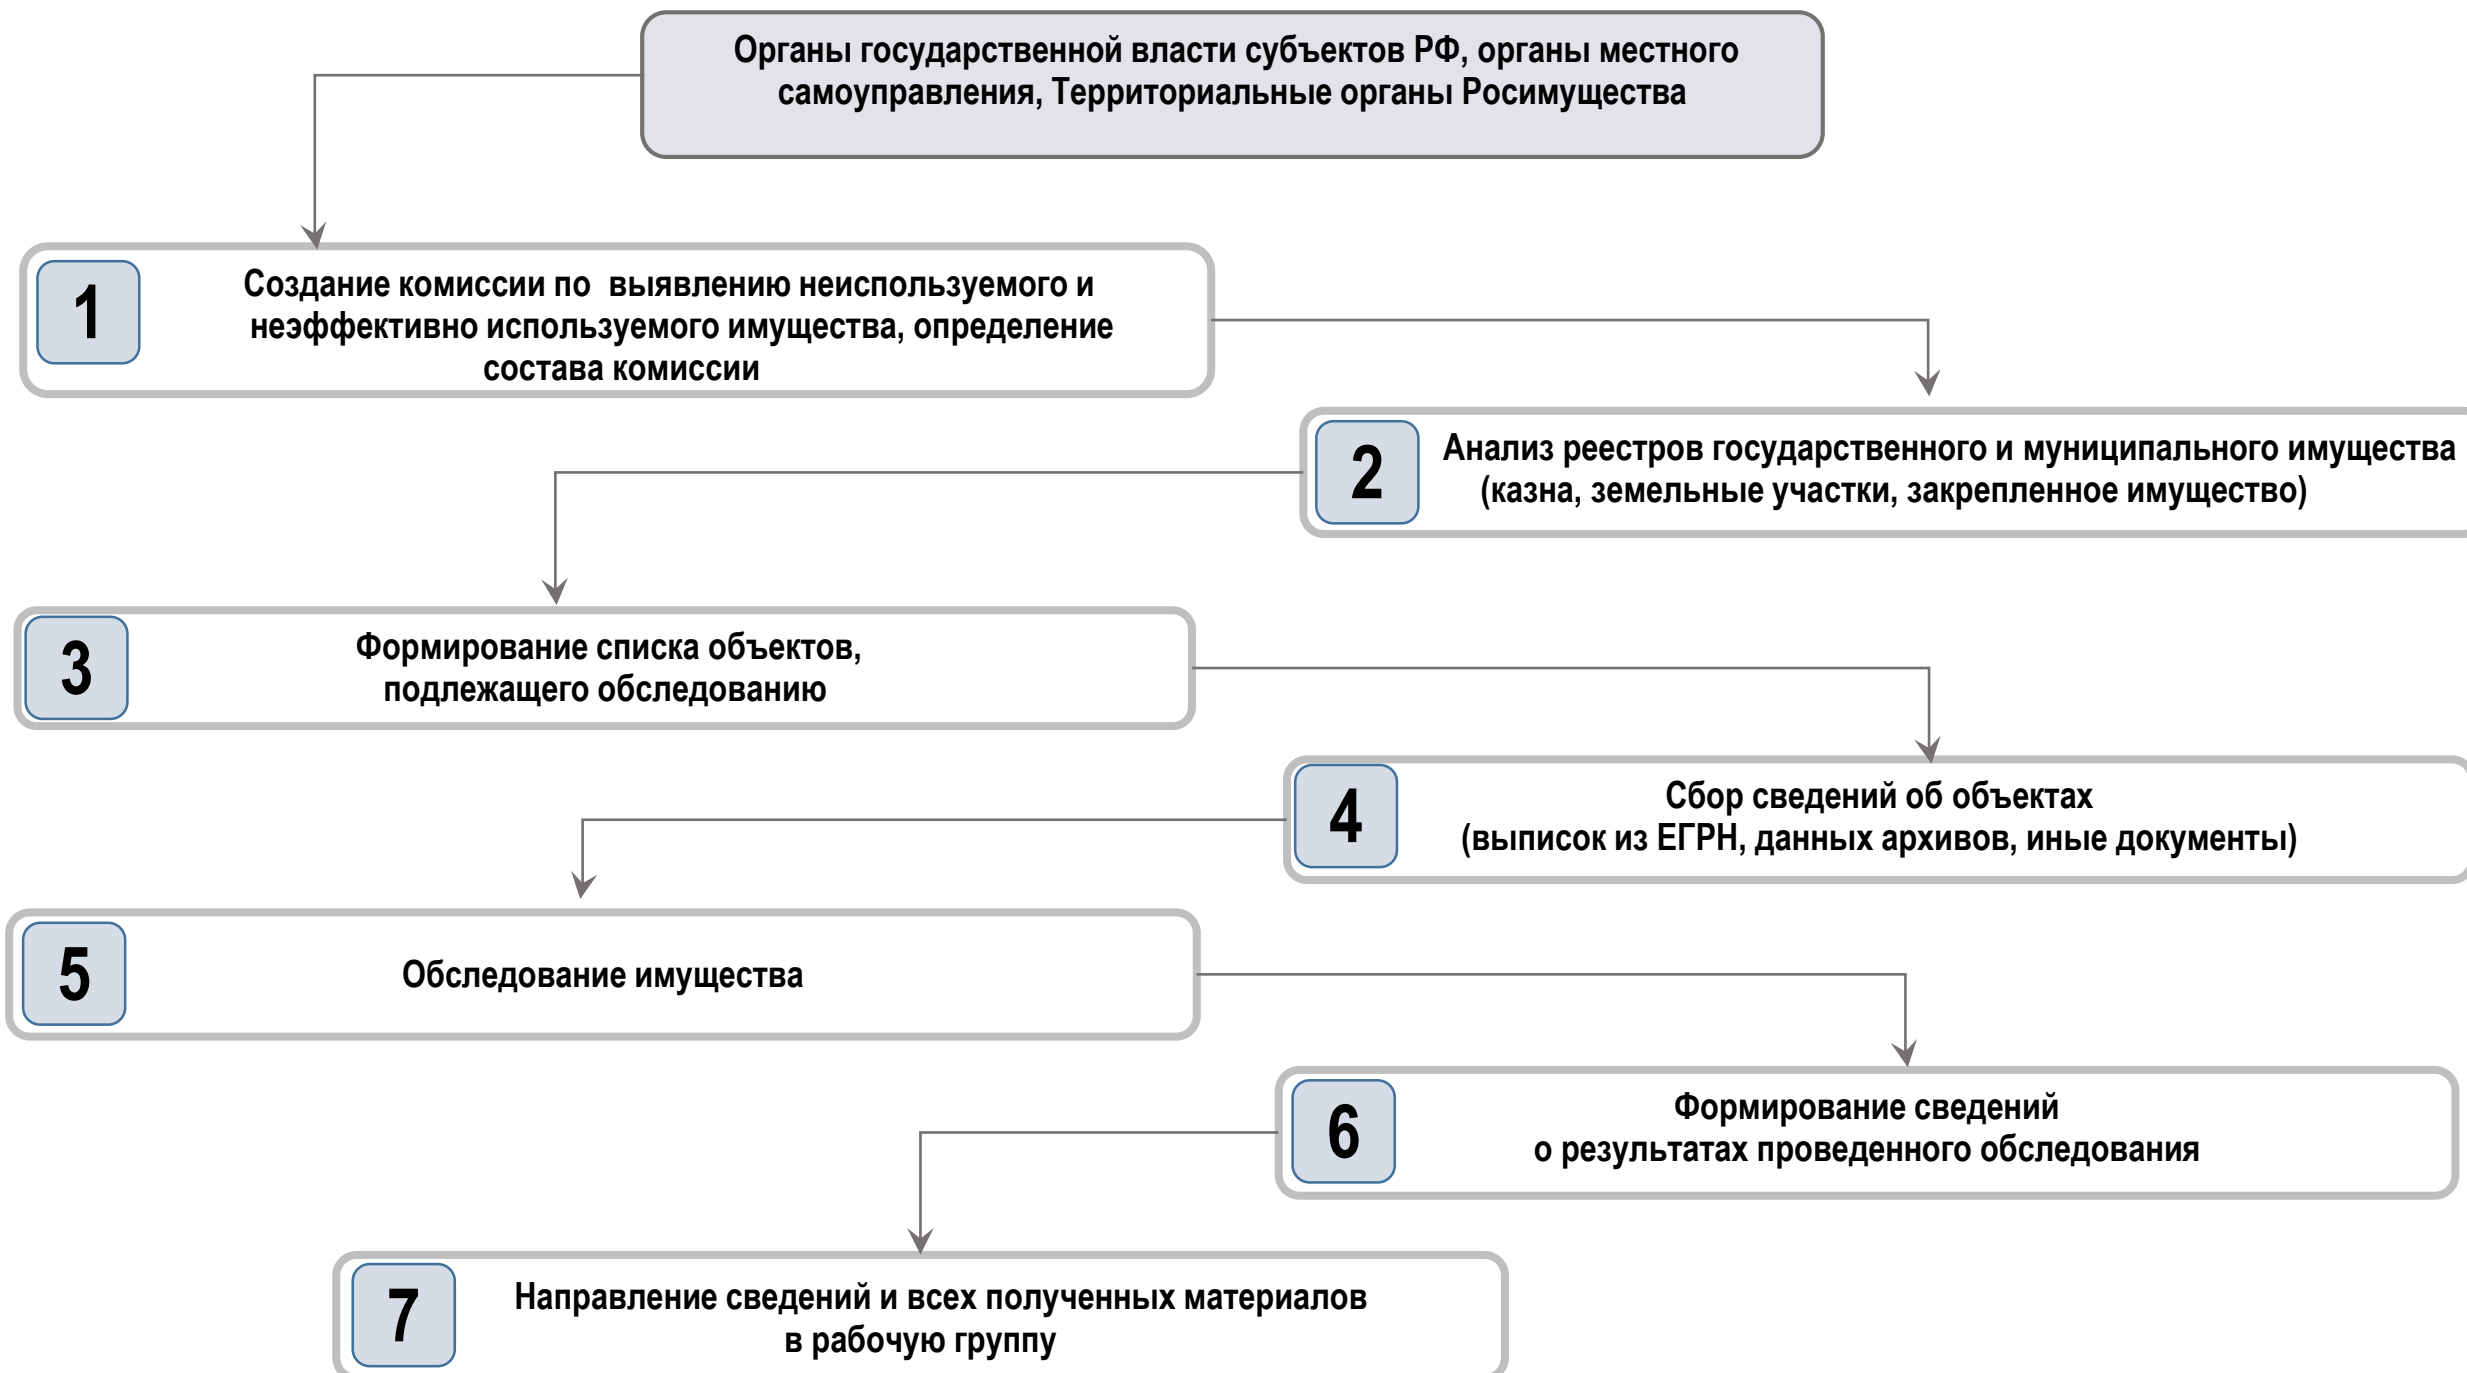 Органы государственной власти субъектов РФ, органы местного
самоуправления, Территориальные органы Росимущества
1
Создание комиссии по выявлению неиспользуемого и
неэффективно используемого имущества, определение
состава комиссии
2
Анализ реестров государственного и муниципального имущества
(казна, земельные участки, закрепленное имущество)
3
Формирование списка объектов,
подлежащего обследованию
4
Сбор сведений об объектах
(выписок из ЕГРН, данных архивов, иные документы)
5
Обследование имущества
6
Формирование сведений
о результатах проведенного обследования
7
Направление сведений и всех полученных материалов
в рабочую группу